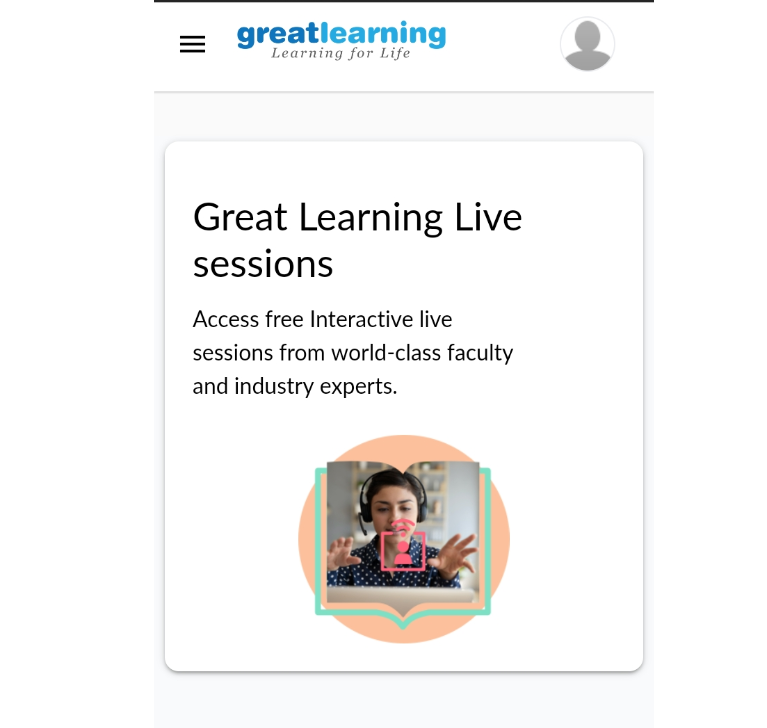 greatlearning
Learning for Life
Great Learning Live
sessions
Access free Interactive live
sessions from world-class faculty
and industry experts.